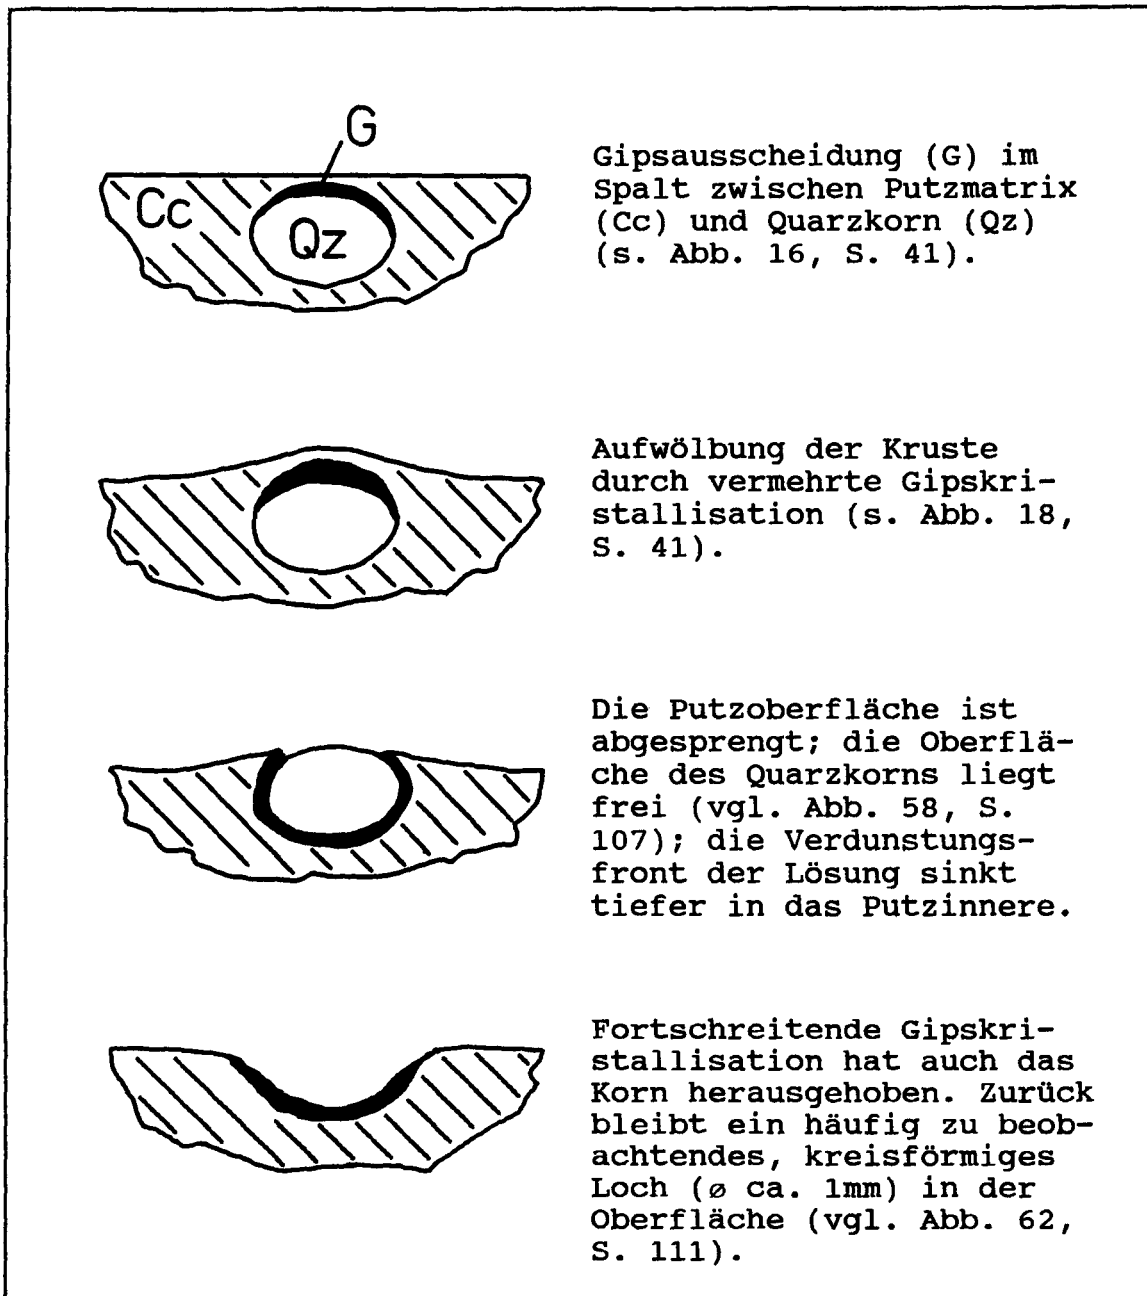 G
Cc
Qz
Gipsausscheidung (G) im
Spalt zwischen Putzmatrix
(Cc) und Quarzkorn (Qz)
(s. Abb. 16, S. 41).
Aufwölbung der Kruste
durch vermehrte Gipskri-
stallisation (s. Abb. 18,
S. 41).
Die Putzoberfläche ist
abgesprengt; die Oberflä-
che des Quarzkorns liegt
frei (vgl. Abb. 58, S.
107); die Verdunstungs-
front der Lösung sinkt
tiefer in das Putzinnere.
Fortschreitende Gipskri-
stallisation hat auch das
Korn herausgehoben. Zurück
bleibt ein häufig zu beob-
achtendes, kreisförmiges
Loch (ø ca. 1mm) in der
Oberfläche (vgl. Abb. 62,
S. 111).